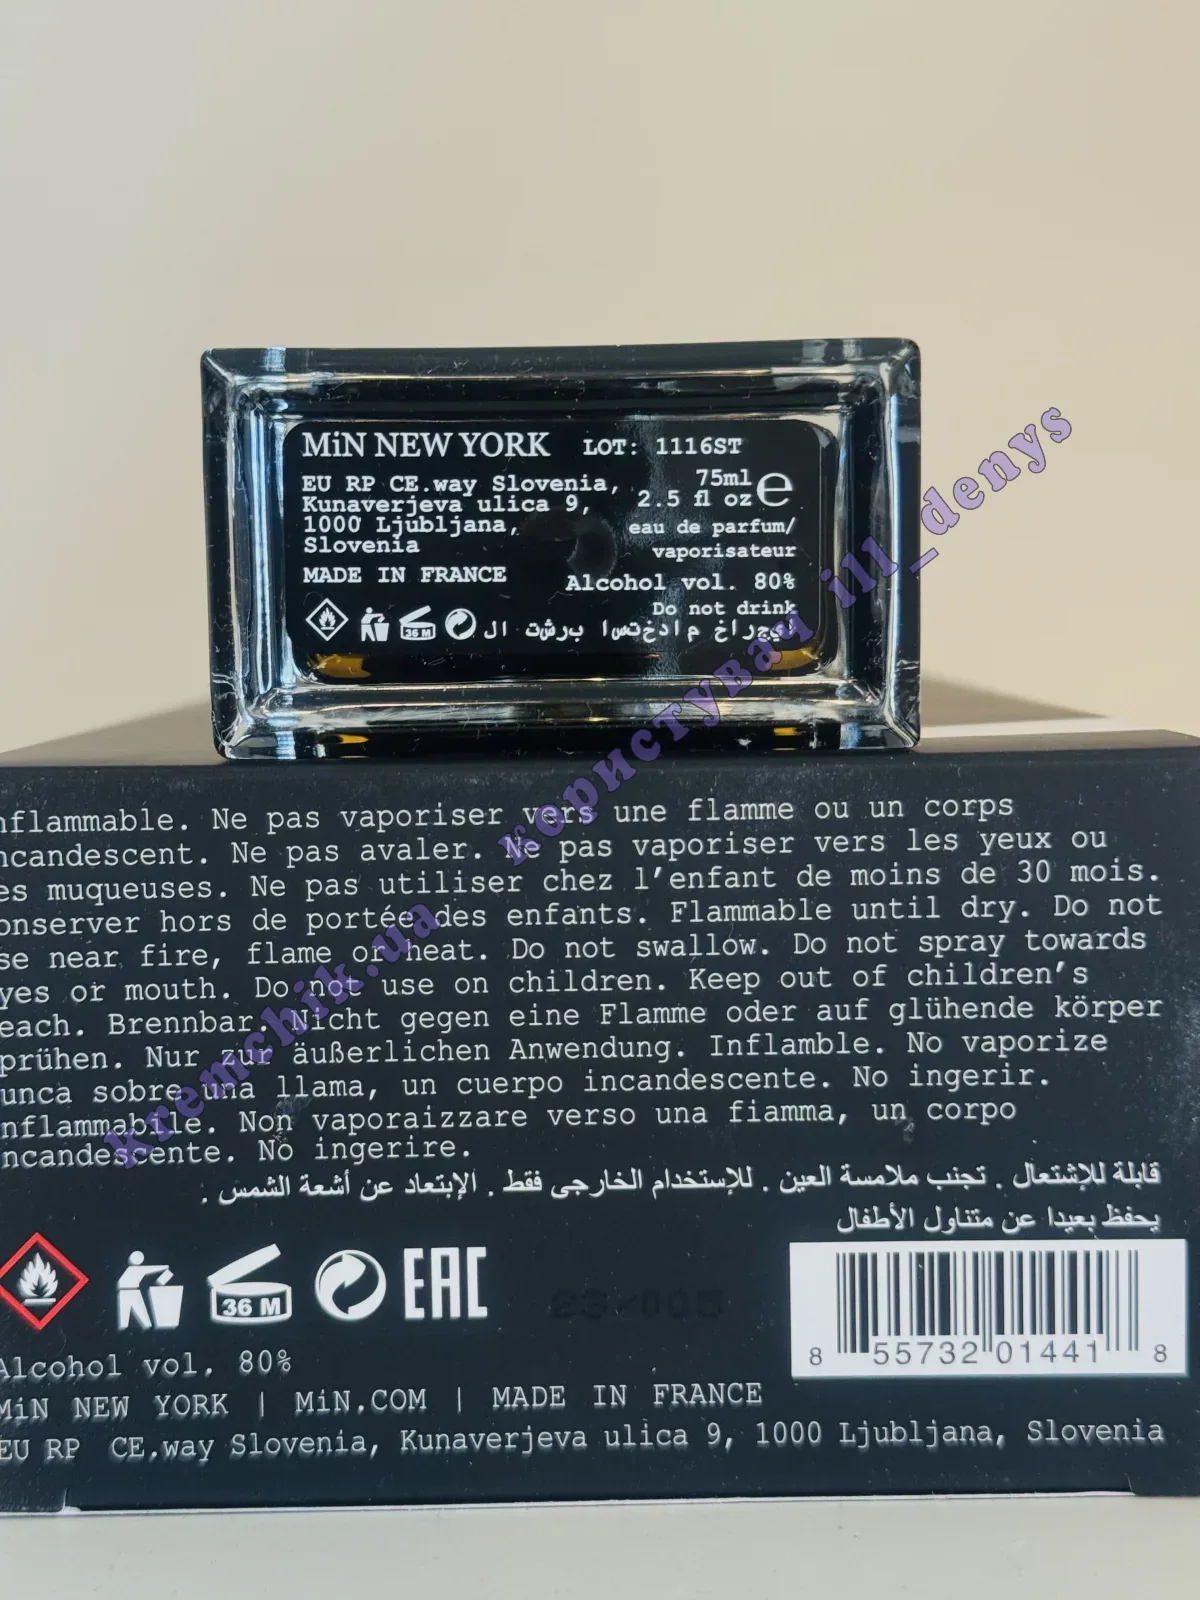 MiN NEW YORK LOT: 1116ST
EU RP CE.way Slovenia, 75ml e
Kunaverjeva ulica 9, 2.5 fl oz
1000 Ljubljana, eau de parfum/
Slovenia vaporisateur
MADE IN FRANCE Alcohol vol. 80%
Do not drink
36 M ﻝﺍ ﺏﺮﺸﺗ ﺍﺳﺘﺨﺪﺍﻡ
nflammable. Ne pas vaporiser vers une flamme ou un corps
ncandescent. Ne pas avaler. Ne pas vaporiser vers les yeux ou
es muqueuses. Ne pas utiliser chez l'enfant de moins de 30 mois.
onserver hors de portée des enfants. Flammable until dry. Do not
se near fire, flame or heat. Do not swallow. Do not spray towards
yes or mouth. Do not use on children. Keep out of children's
each. Brennbar. Nicht gegen eine Flamme oder auf glühende körper
prühen. Nur zur äußerlichen Anwendung. Inflamble. No vaporize
unca sobre una llama, un cuerpo incandescente. No ingerir.
nflammabile. Non vaporaizzare verso una fiamma, un corpo
ncandescente. No ingerire.
قابلة للإشتعال . تجنب ملامسة العين . للإستخدام الخارجى فقط . الإبتعاد عن أشعة الشمس .
يحفظ بعيدا عن متناول الأطفال
36 M EAC 23/005
8 55732 01441 8
Alcohol vol. 80%
MiN NEW YORK | MiN.COM | MADE IN FRANCE
EU RP CE.way Slovenia, Kunaverjeva ulica 9, 1000 Ljubljana, Slovenia
kremchik.ua користувач ill_denys